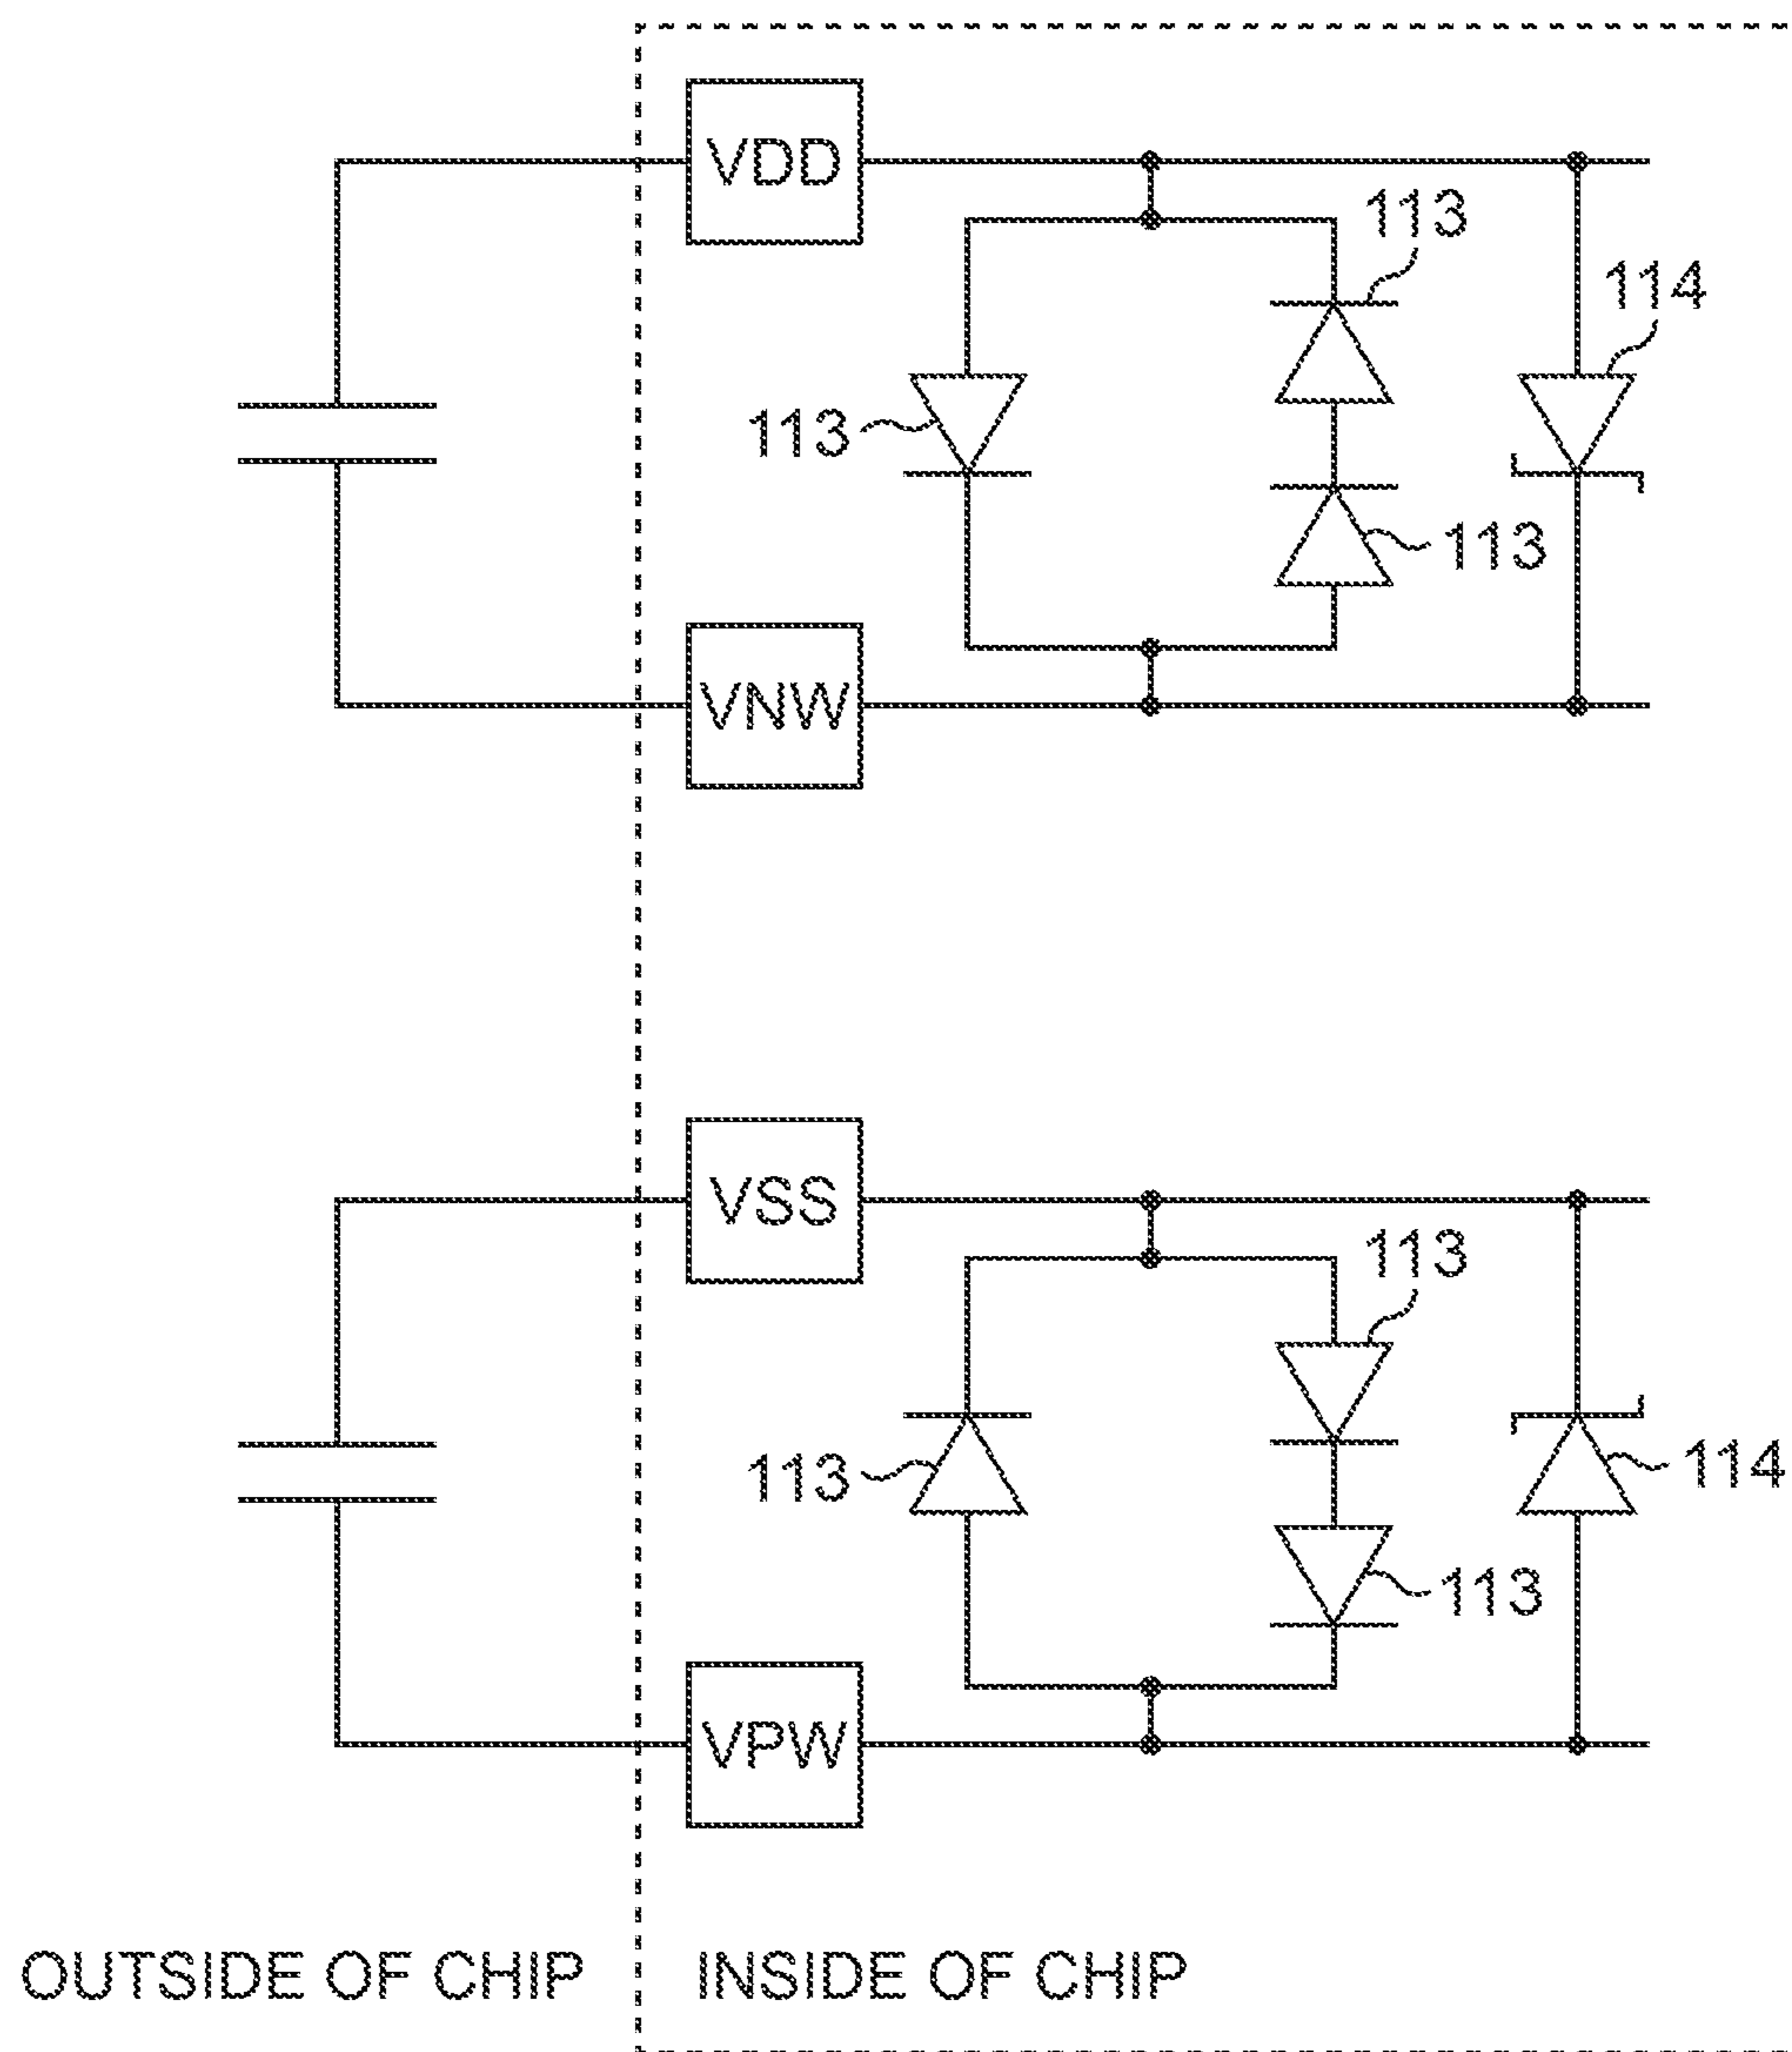 VDD
113
114
113
113
VNW
VSS
113
113
114
113
VPW
OUTSIDE OF CHIP
INSIDE OF CHIP